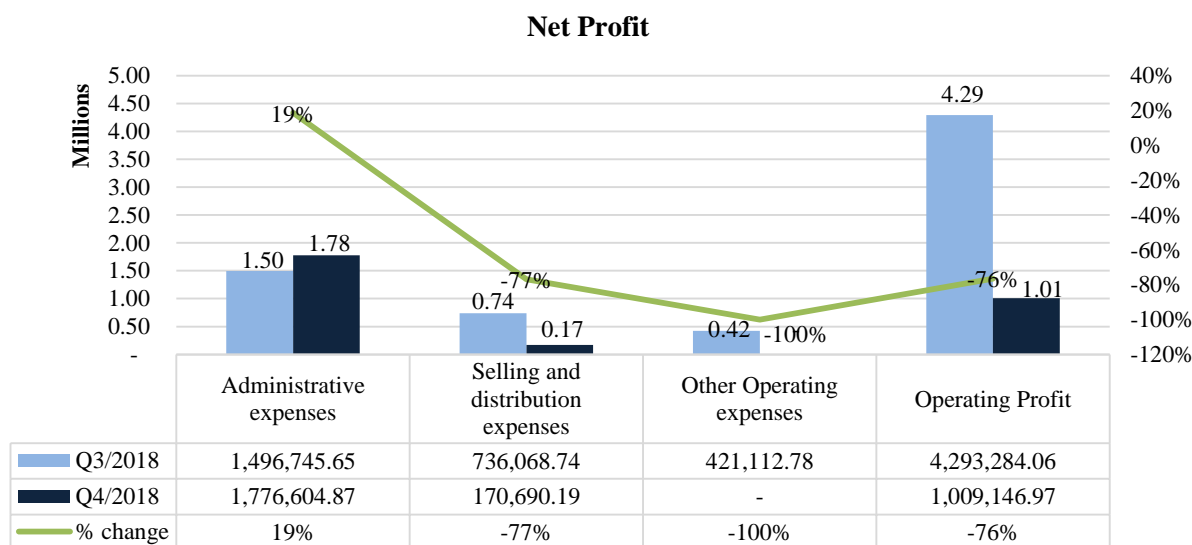 Net Profit
Millions
5.00
4.50
4.00
3.50
3.00
2.50
2.00
1.50
1.00
0.50
-
40%
20%
0%
-20%
-40%
-60%
-80%
-100%
-120%
19%
-77%
-100%
-76%
1.50
1.78
0.74
0.17
0.42
-
4.29
1.01
Administrative
expenses
Selling and
distribution
expenses
Other Operating
expenses
Operating Profit
Q3/2018 1,496,745.65 736,068.74 421,112.78 4,293,284.06
Q4/2018 1,776,604.87 170,690.19 - 1,009,146.97
% change 19% -77% -100% -76%